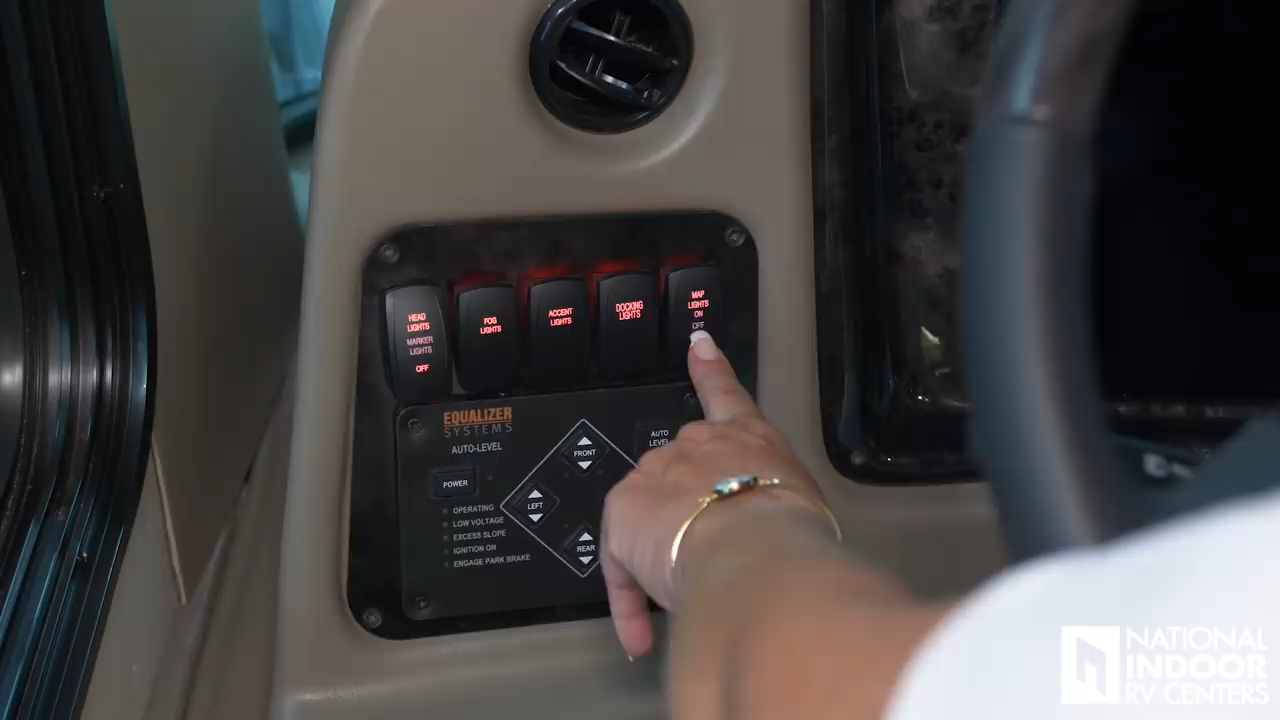 HEAD
LIGHTS
MARKER
LIGHTS
OFF
FOG
LIGHTS
ACCENT
LIGHTS
DOCKING
LIGHTS
MAP
LIGHTS
ON
OFF
EQUALIZER
SYSTEMS
AUTO-LEVEL
POWER
OPERATING
LOW VOLTAGE
EXCESS SLOPE
IGNITION ON
ENGAGE PARK BRAKE
FRONT
LEFT
REAR
AUTO
LEVEL
NATIONAL
INDOOR
RV CENTERS